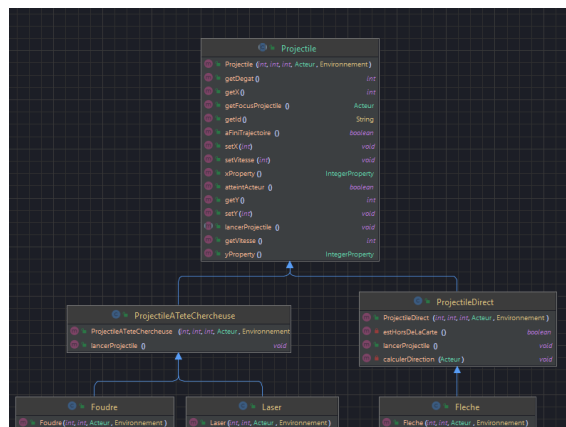 Projectile
Projectile (int, int, int, Acteur, Environnement)
getDegat () int
getX () int
getFocusProjectile () Acteur
getId () String
aFiniTrajectoire () boolean
setX (int) void
setVitesse (int) void
xProperty () IntegerProperty
atteintActeur () boolean
getY () int
setY (int) void
lancerProjectile () void
getVitesse () int
yProperty () IntegerProperty
ProjectileATeteChercheuse
ProjectileATeteChercheuse (int, int, int, Acteur, Environnement
lancerProjectile () void
ProjectileDirect
ProjectileDirect (int, int, int, Acteur, Environnement)
estHorsDeLaCarte () boolean
lancerProjectile () void
calculerDirection (Acteur) void
Foudre
Foudre (int, int, Acteur, Environnement)
Laser
Laser (int, int, Acteur, Environnement)
Fleche
Fleche (int, int, Acteur, Environnement)